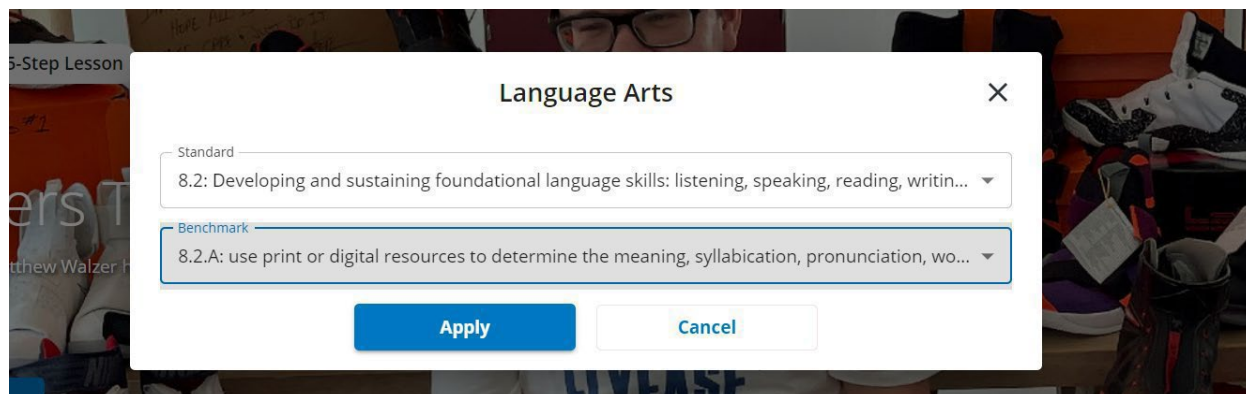 5-Step Lesson
Language Arts
Standard
8.2: Developing and sustaining foundational language skills: listening, speaking, reading, writin...
Benchmark
8.2.A: use print or digital resources to determine the meaning, syllabication, pronunciation, wo...
ers T
tthew Walzer h
Apply
Cancel
LIVEASE